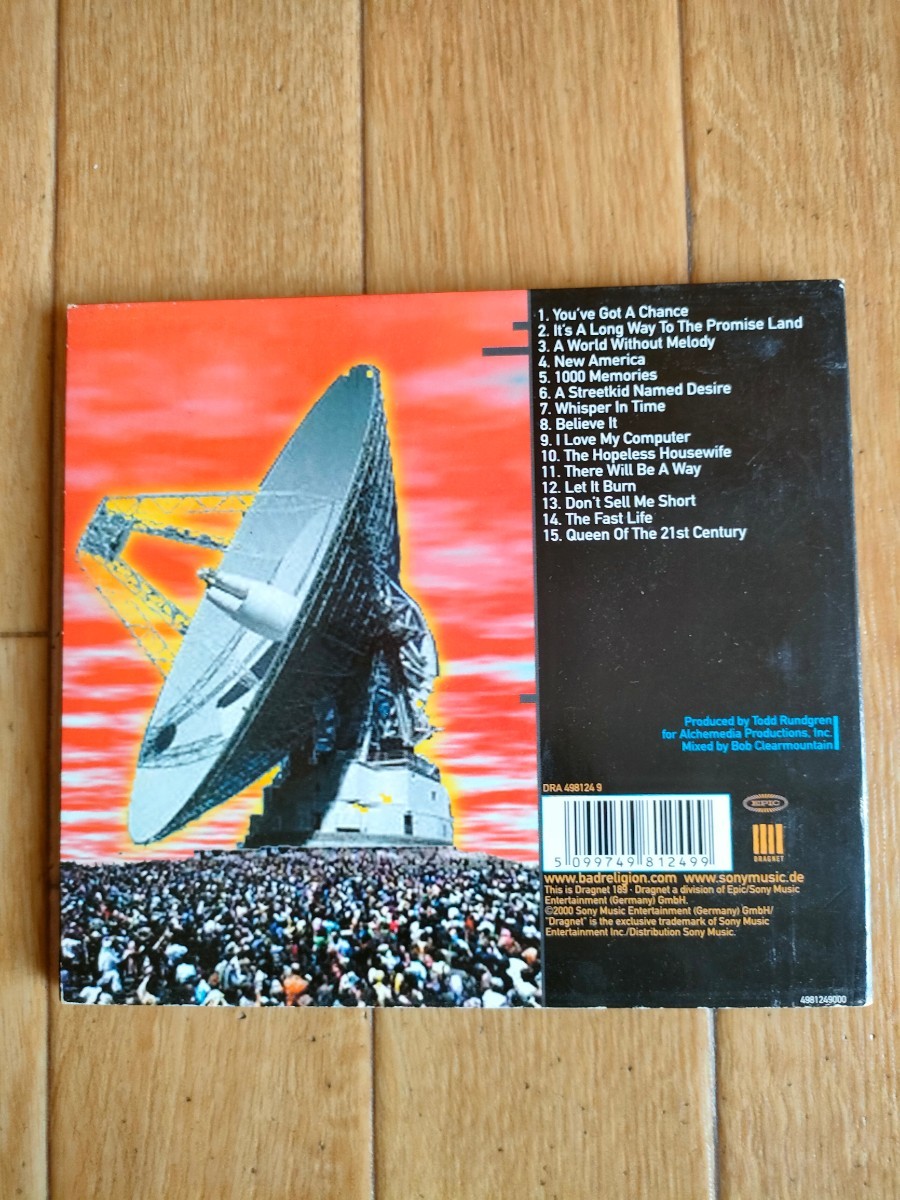 1. You've Got A Chance
2. It's A Long Way To The Promise Land
3. A World Without Melody
4. New America
5. 1000 Memories
6. A Streetkid Named Desire
7. Whisper In Time
8. Believe It
9. I Love My Computer
10. The Hopeless Housewife
11. There Will Be A Way
12. Let It Burn
13. Don't Sell Me Short
14. The Fast Life
15. Queen Of The 21st Century
Produced by Todd Rundgren
for Alchemedia Productions, Inc.
Mixed by Bob Clearmountain
DRA 498124 9
5 099749 812499
EPIC
DRAGNET
www.badreligion.com www.sonymusic.de
This is Dragnet 189 · Dragnet a division of Epic/Sony Music
Entertainment (Germany) GmbH.
©2000 Sony Music Entertainment (Germany) GmbH/
"Dragnet" is the exclusive trademark of Sony Music
Entertainment Inc./Distribution Sony Music.
4981249000